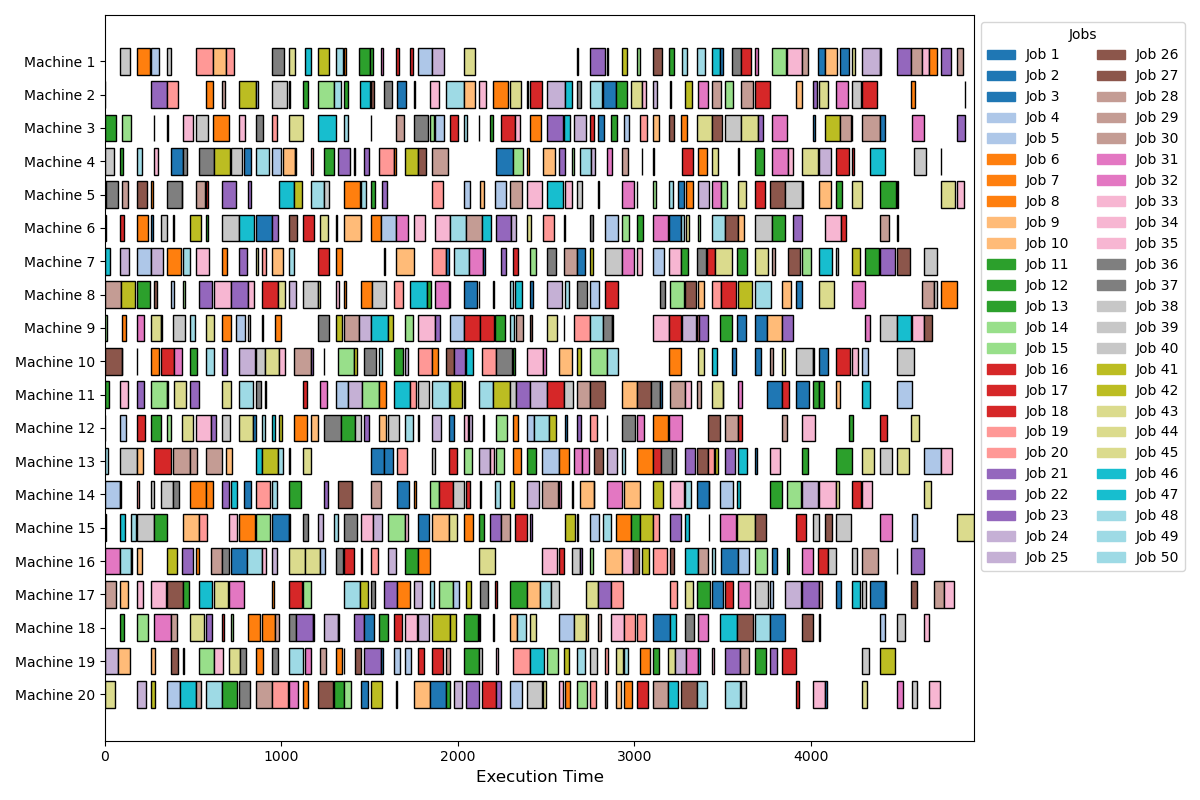 Machine 1
Machine 2
Machine 3
Machine 4
Machine 5
Machine 6
Machine 7
Machine 8
Machine 9
Machine 10
Machine 11
Machine 12
Machine 13
Machine 14
Machine 15
Machine 16
Machine 17
Machine 18
Machine 19
Machine 20
0 1000 2000 3000 4000
Execution Time
Jobs
Job 1
Job 2
Job 3
Job 4
Job 5
Job 6
Job 7
Job 8
Job 9
Job 10
Job 11
Job 12
Job 13
Job 14
Job 15
Job 16
Job 17
Job 18
Job 19
Job 20
Job 21
Job 22
Job 23
Job 24
Job 25
Job 26
Job 27
Job 28
Job 29
Job 30
Job 31
Job 32
Job 33
Job 34
Job 35
Job 36
Job 37
Job 38
Job 39
Job 40
Job 41
Job 42
Job 43
Job 44
Job 45
Job 46
Job 47
Job 48
Job 49
Job 50